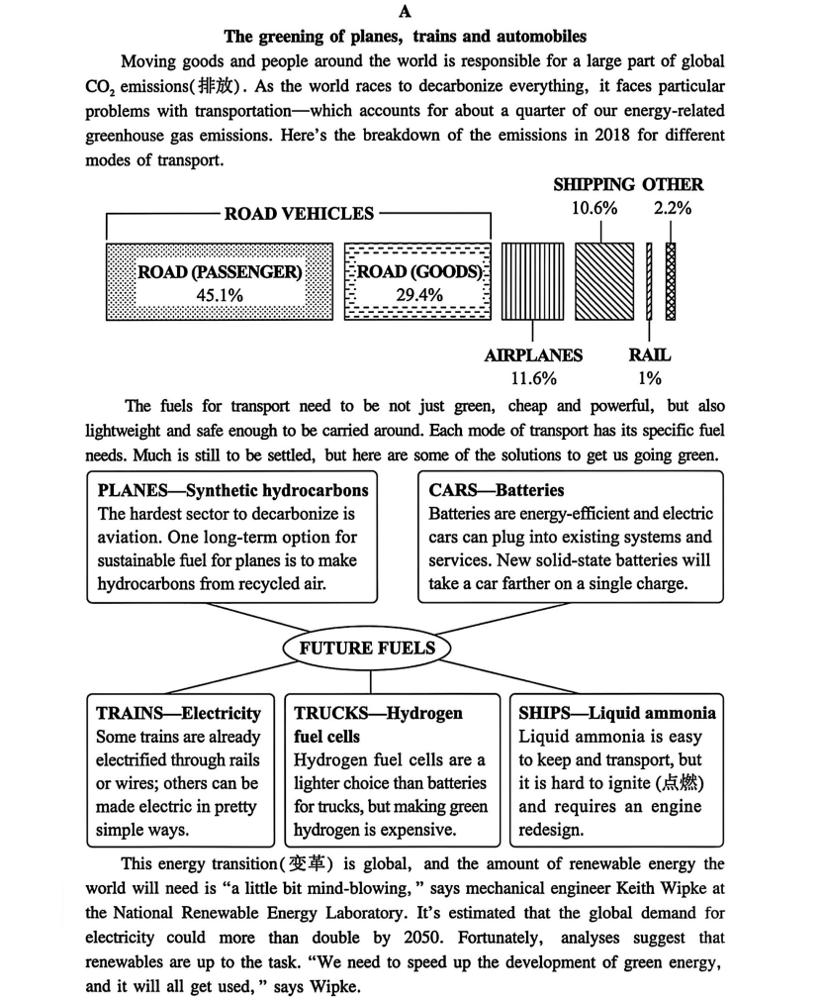 A
The greening of planes, trains and automobiles
Moving goods and people around the world is responsible for a large part of global
CO₂ emissions(排放). As the world races to decarbonize everything, it faces particular
problems with transportation—which accounts for about a quarter of our energy-related
greenhouse gas emissions. Here's the breakdown of the emissions in 2018 for different
modes of transport.
SHIPPING OTHER
ROAD VEHICLES
10.6% 2.2%
ROAD (PASSENGER)
45.1%
ROAD (GOODS)
29.4%
AIRPLANES
11.6%
RAIL
1%
The fuels for transport need to be not just green, cheap and powerful, but also
lightweight and safe enough to be carried around. Each mode of transport has its specific fuel
needs. Much is still to be settled, but here are some of the solutions to get us going green.
PLANES—Synthetic hydrocarbons
The hardest sector to decarbonize is
aviation. One long-term option for
sustainable fuel for planes is to make
hydrocarbons from recycled air.
CARS—Batteries
Batteries are energy-efficient and electric
cars can plug into existing systems and
services. New solid-state batteries will
take a car farther on a single charge.
FUTURE FUELS
TRAINS—Electricity
Some trains are already
electrified through rails
or wires; others can be
made electric in pretty
simple ways.
TRUCKS—Hydrogen
fuel cells
Hydrogen fuel cells are a
lighter choice than batteries
for trucks, but making green
hydrogen is expensive.
SHIPS—Liquid ammonia
Liquid ammonia is easy
to keep and transport, but
it is hard to ignite (点燃)
and requires an engine
redesign.
This energy transition(变革) is global, and the amount of renewable energy the
world will need is "a little bit mind-blowing," says mechanical engineer Keith Wipke at
the National Renewable Energy Laboratory. It's estimated that the global demand for
electricity could more than double by 2050. Fortunately, analyses suggest that
renewables are up to the task. "We need to speed up the development of green energy,
and it will all get used," says Wipke.